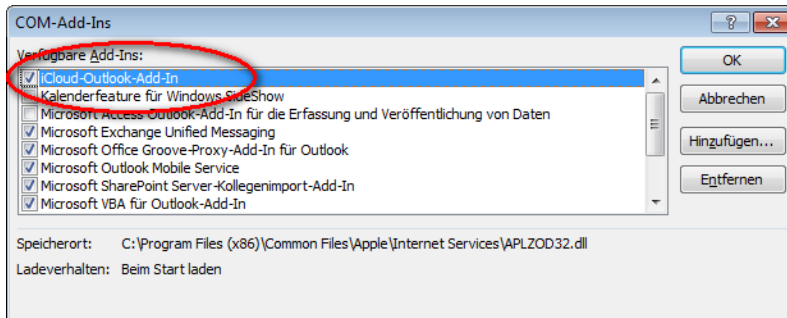 COM-Add-Ins
Verfügbare Add-Ins:
iCloud-Outlook-Add-In
Kalenderfeature für Windows SideShow
Microsoft Access Outlook-Add-In für die Erfassung und Veröffentlichung von Daten
Microsoft Exchange Unified Messaging
Microsoft Office Groove-Proxy-Add-In für Outlook
Microsoft Outlook Mobile Service
Microsoft SharePoint Server-Kollegenimport-Add-In
Microsoft VBA für Outlook-Add-In
OK
Abbrechen
Hinzufügen...
Entfernen
Speicherort: C:\Program Files (x86)\Common Files\Apple\Internet Services\APLZOD32.dll
Ladeverhalten: Beim Start laden